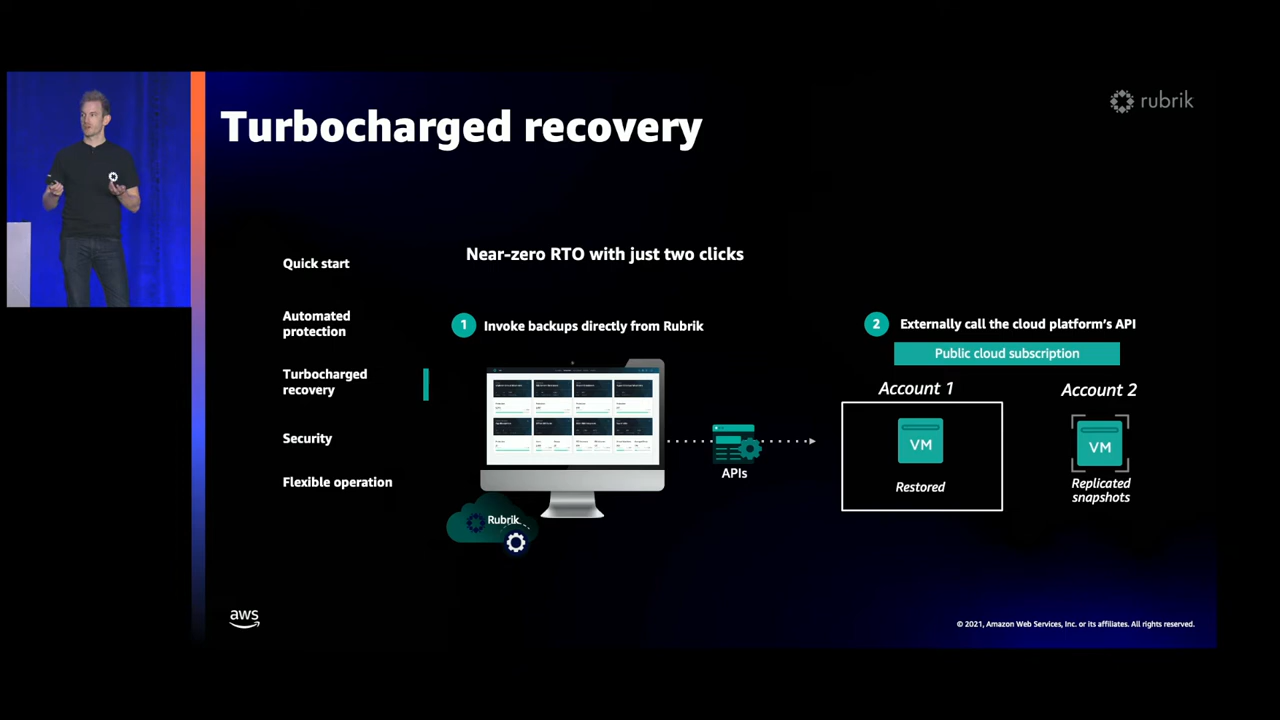 rubrik
Turbocharged recovery
Near-zero RTO with just two clicks
Quick start
Automated
protection
Turbocharged
recovery
Security
Flexible operation
1 Invoke backups directly from Rubrik
Rubrik
APIs
2 Externally call the cloud platform's API
Public cloud subscription
Account 1
VM
Restored
Account 2
VM
Replicated
snapshots
aws
© 2021, Amazon Web Services, Inc. or its affiliates. All rights reserved.